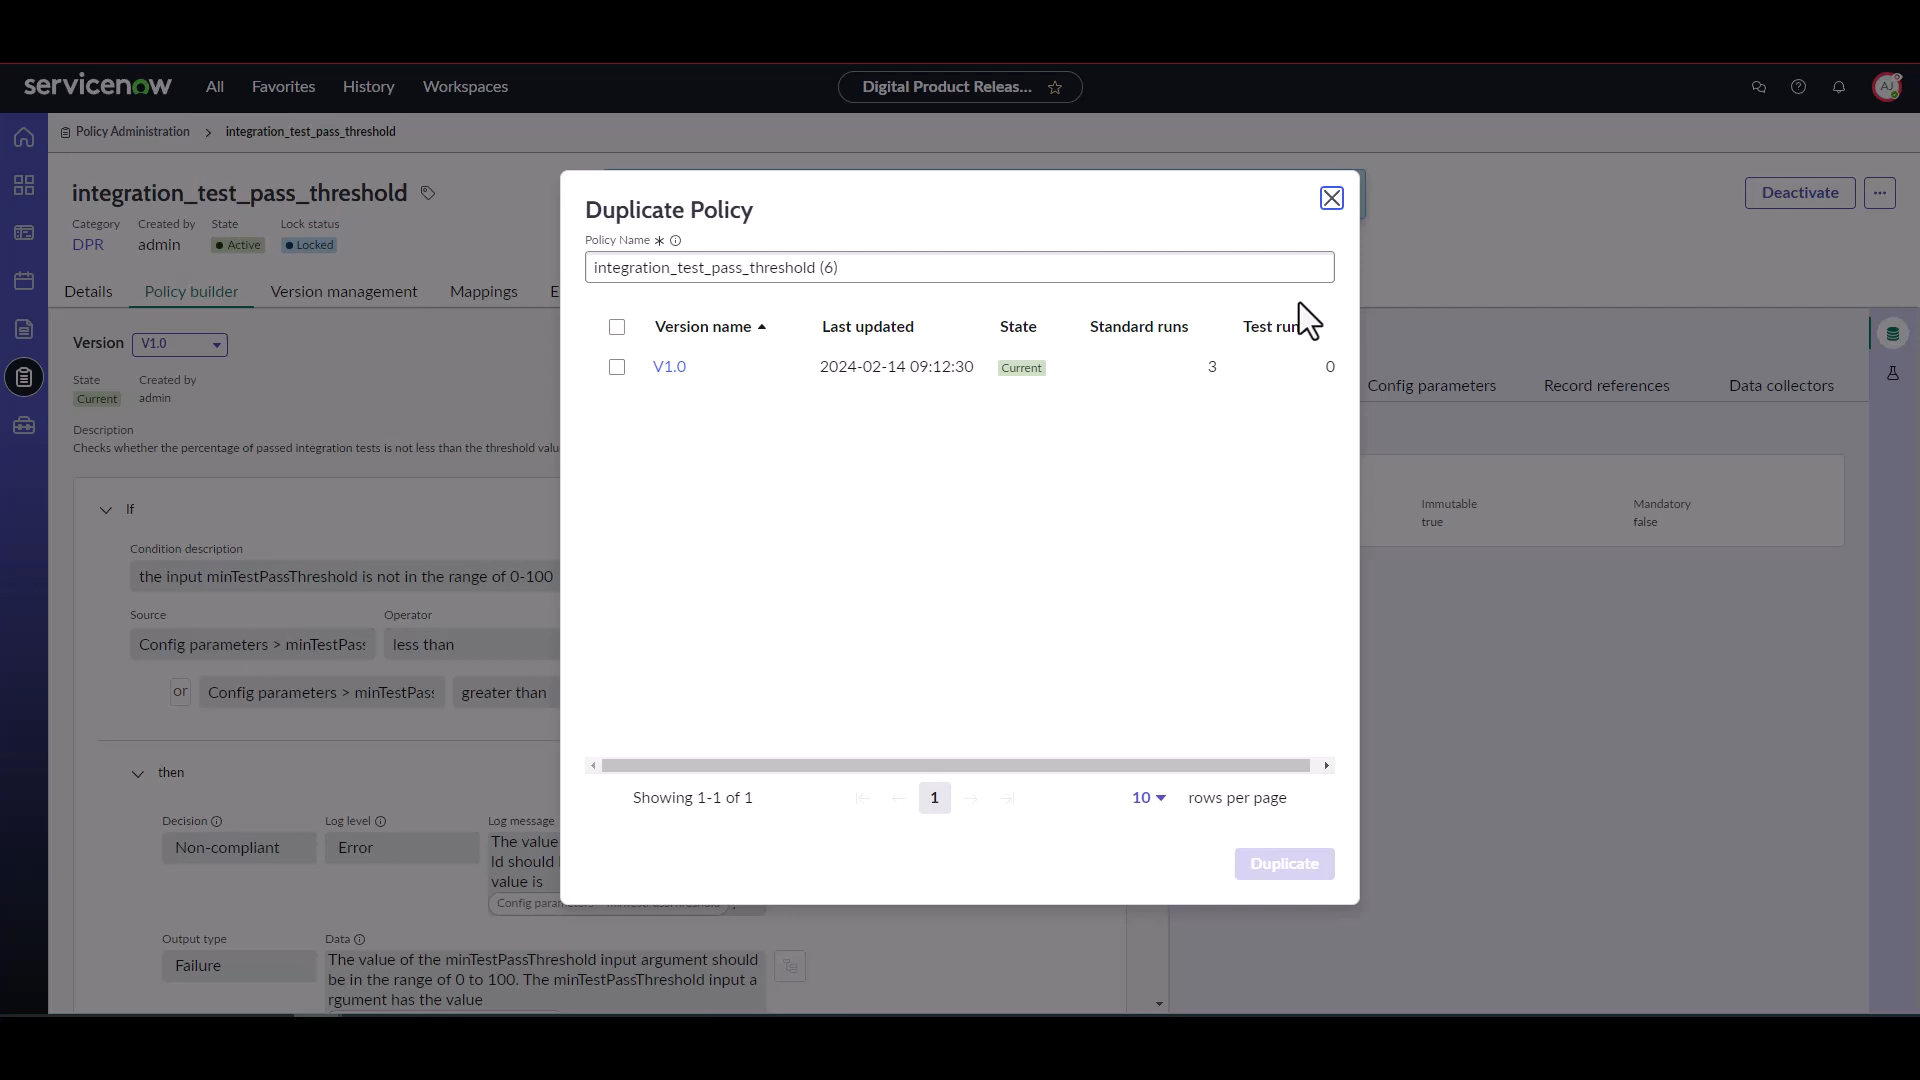 servicenow
All
Favorites
History
Workspaces
Digital Product Releas...
AJ
Policy Administration
integration_test_pass_threshold
integration_test_pass_threshold
Deactivate
Category
Created by
State
Lock status
DPR
admin
Active
Locked
Details
Policy builder
Version management
Mappings
E
Version
V1.0
State
Created by
Current
admin
Description
Checks whether the percentage of passed integration tests is not less than the threshold valu
If
Condition description
the input minTestPassThreshold is not in the range of 0-100
Source
Operator
Config parameters > minTestPas
less than
or
Config parameters > minTestPas
greater than
then
Decision
Log level
Log message
Non-compliant
Error
The value
ld should
value is
Config param
Output type
Data
Failure
The value of the minTestPassThreshold input argument should
be in the range of 0 to 100. The minTestPassThreshold input a
rgument has the value
Duplicate Policy
Policy Name
integration_test_pass_threshold (6)
Version name
Last updated
State
Standard runs
Test run
V1.0
2024-02-14 09:12:30
Current
3
0
Showing 1-1 of 1
1
10
rows per page
Duplicate
Config parameters
Record references
Data collectors
Immutable
Mandatory
true
false